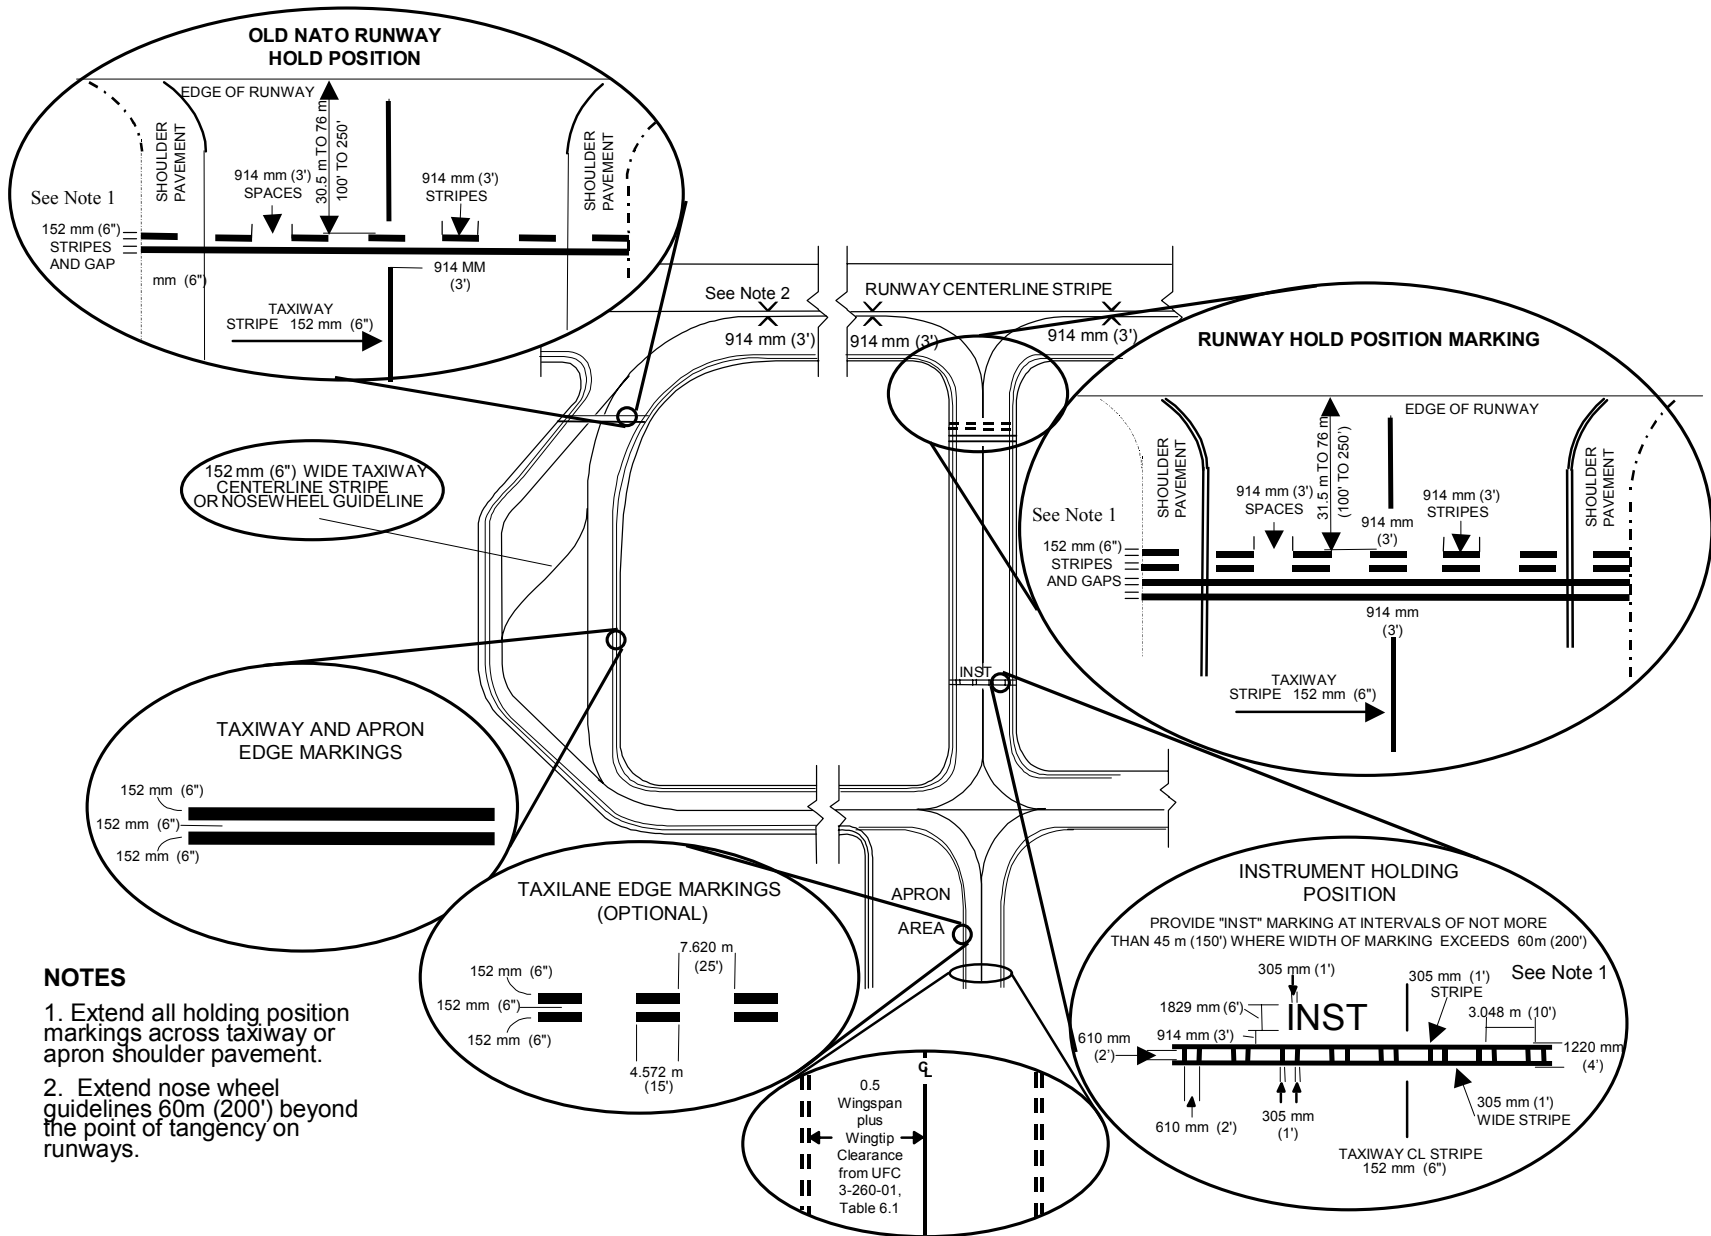 OLD NATO RUNWAY
HOLD POSITION
EDGE OF RUNWAY
SHOULDER
PAVEMENT
30.5 m TO 76 m
100' TO 250'
SHOULDER
PAVEMENT
914 mm (3')
SPACES
914 mm (3')
STRIPES
See Note 1
152 mm (6")
STRIPES
AND GAP
mm (6")
914 MM
(3')
TAXIWAY
STRIPE 152 mm (6")
See Note 2
RUNWAY CENTERLINE STRIPE
914 mm (3')
914 mm (3')
914 mm (3')
RUNWAY HOLD POSITION MARKING
EDGE OF RUNWAY
SHOULDER
PAVEMENT
31.5 m TO 76 m
(100' TO 250')
SHOULDER
PAVEMENT
914 mm (3')
SPACES
914 mm (3')
STRIPES
914 mm
(3')
See Note 1
152 mm (6")
STRIPES
AND GAPS
914 mm
(3')
TAXIWAY
STRIPE 152 mm (6")
152 mm (6") WIDE TAXIWAY
CENTERLINE STRIPE
OR NOSEWHEEL GUIDELINE
INST
TAXIWAY AND APRON
EDGE MARKINGS
152 mm (6")
152 mm (6")
152 mm (6")
TAXILANE EDGE MARKINGS
(OPTIONAL)
7.620 m
(25')
152 mm (6")
152 mm (6")
152 mm (6")
4.572 m
(15')
APRON
AREA
INSTRUMENT HOLDING
POSITION
PROVIDE "INST" MARKING AT INTERVALS OF NOT MORE
THAN 45 m (150') WHERE WIDTH OF MARKING EXCEEDS 60m (200')
305 mm (1')
305 mm (1')
STRIPE
See Note 1
1829 mm (6')
INST
3.048 m (10')
914 mm (3')
610 mm
(2')
1220 mm
(4')
610 mm (2')
305 mm
(1')
305 mm (1')
WIDE STRIPE
TAXIWAY CL STRIPE
152 mm (6")
CL
0.5
Wingspan
plus
Wingtip
Clearance
from UFC
3-260-01,
Table 6.1
NOTES
1. Extend all holding position
markings across taxiway or
apron shoulder pavement.
2. Extend nose wheel
guidelines 60m (200') beyond
the point of tangency on
runways.